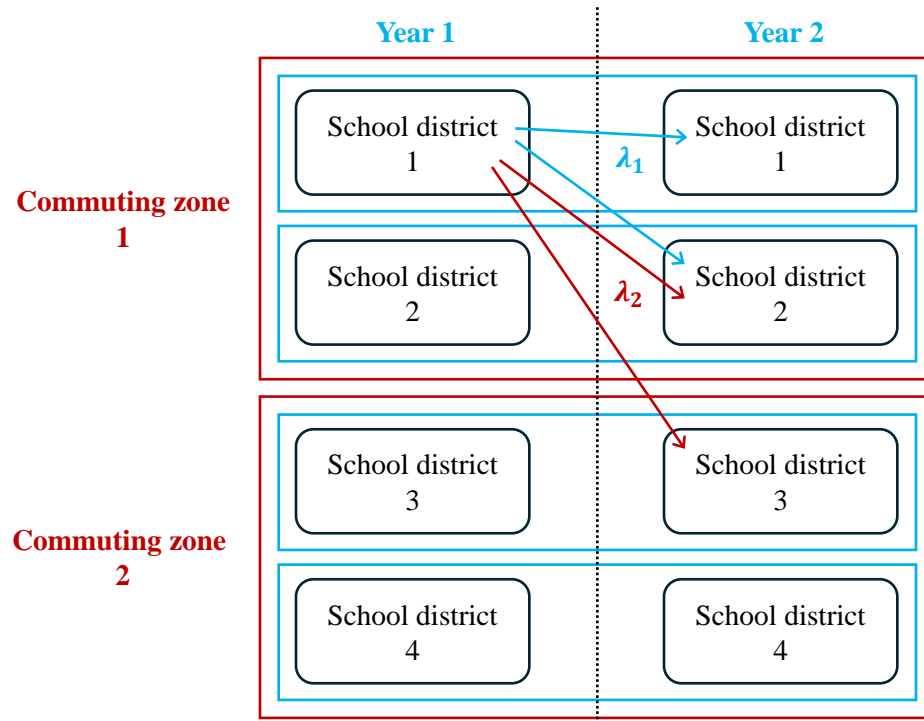 Year 1
Year 2
School district
1
School district
1
λ₁
Commuting zone
1
School district
2
λ₂
School district
2
School district
3
School district
3
Commuting zone
2
School district
4
School district
4